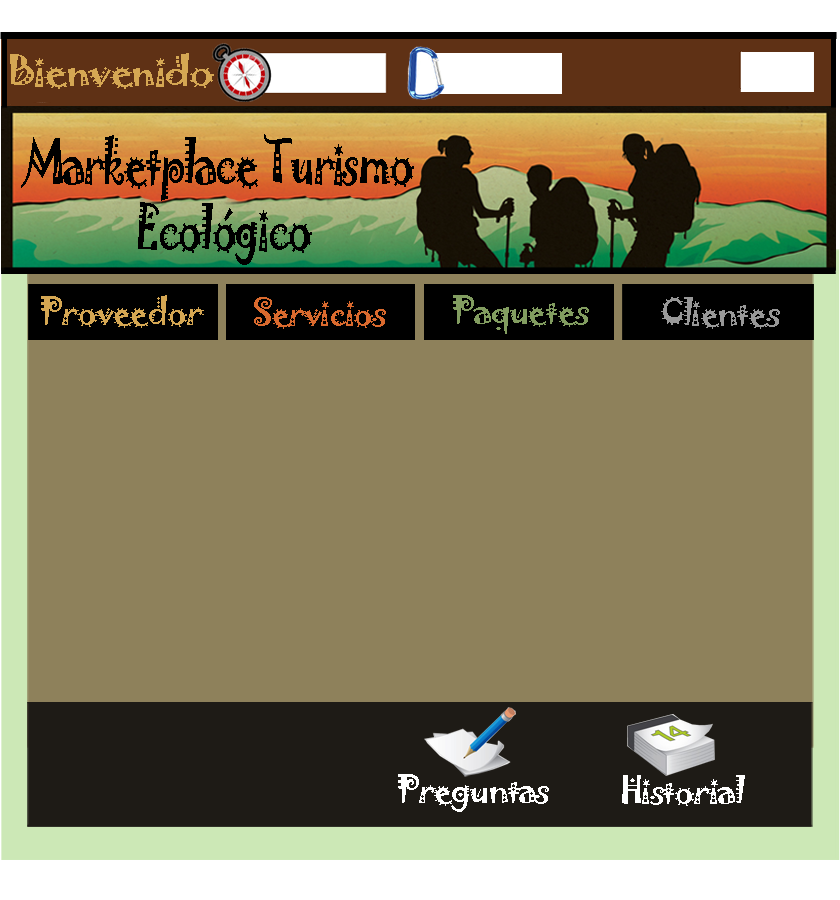 Bienvenido
Marketplace Turismo
Ecológico
Proveedor Servicios Paquetes Clientes
14
Preguntas Historial